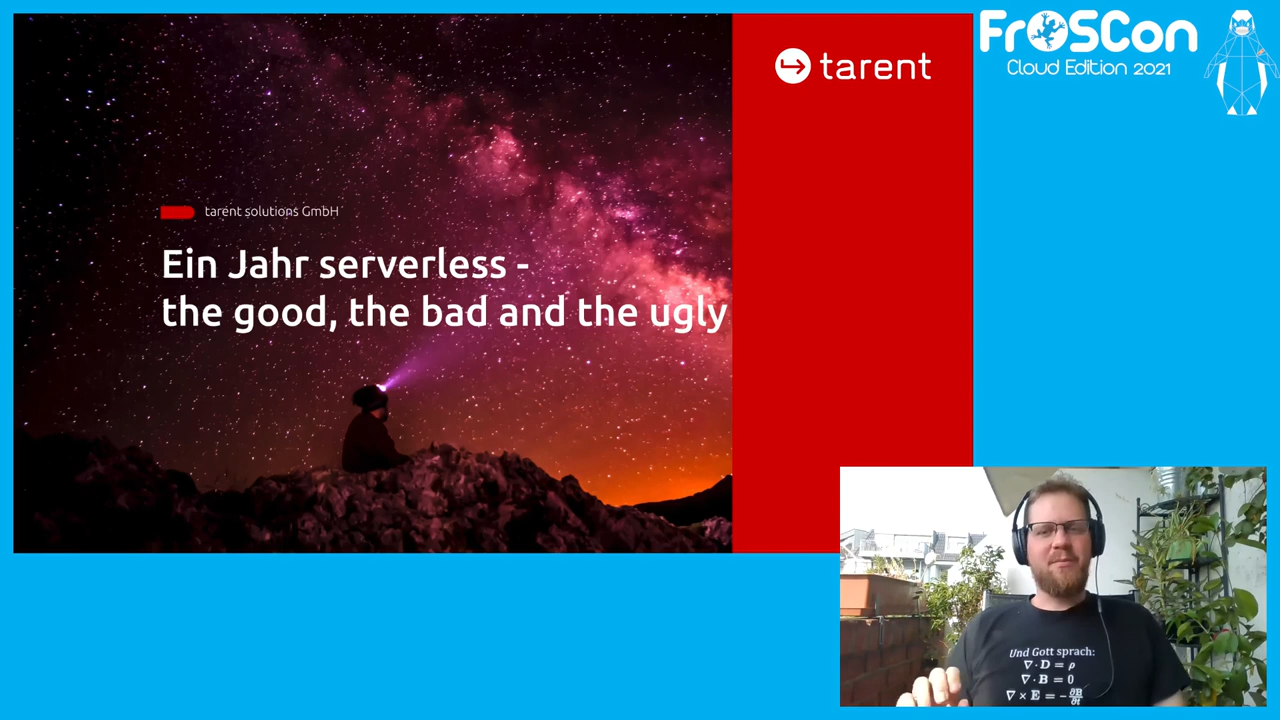 FrOSCon
Cloud Edition 2021
tarent
tarent solutions GmbH
Ein Jahr serverless -
the good, the bad and the ugly
Und Gott sprach:
∇·D = ρ
∇·B = 0
∇×E = -∂B/∂t